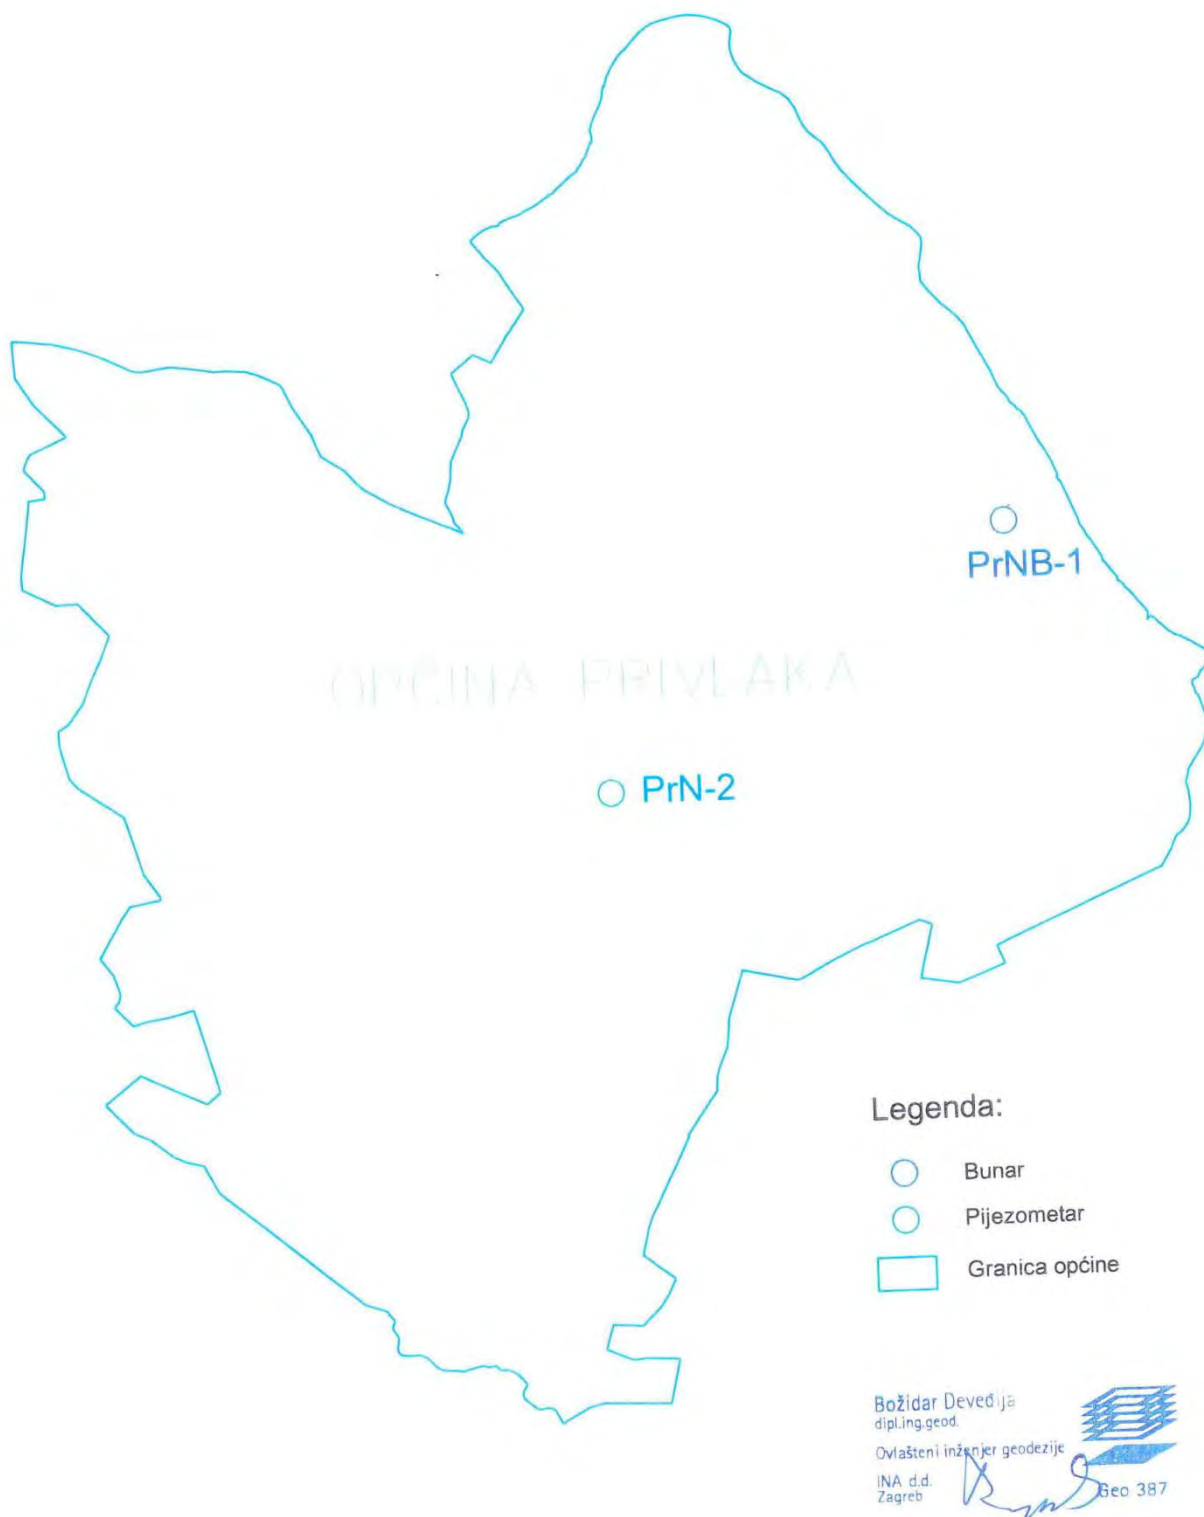 PrNB-1
OPĆINA PRIVLAKA
PrN-2
Legenda:
Bunar
Pijezometar
Granica općine
Božidar Devedjija
dipl.ing.geod.
Ovlašteni inženjer geodezije
INA d.d.
Zagreb
Geo 387